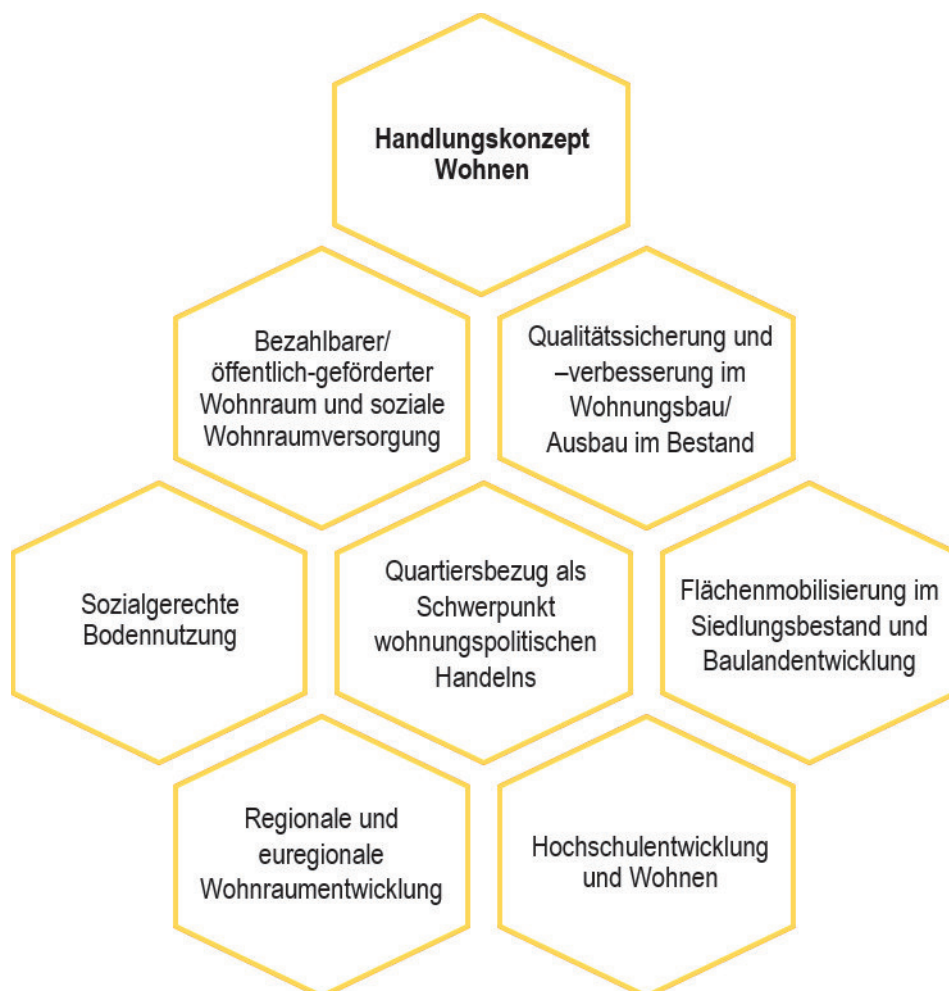 Handlungskonzept
Wohnen
Bezahlbarer/
öffentlich-geförderter
Wohnraum und soziale
Wohnraumversorgung
Qualitätssicherung und
–verbesserung im
Wohnungsbau/
Ausbau im Bestand
Sozialgerechte
Bodennutzung
Quartiersbezug als
Schwerpunkt
wohnungspolitischen
Handelns
Flächenmobilisierung im
Siedlungsbestand und
Baulandentwicklung
Regionale und
euregionale
Wohnraumentwicklung
Hochschulentwicklung
und Wohnen